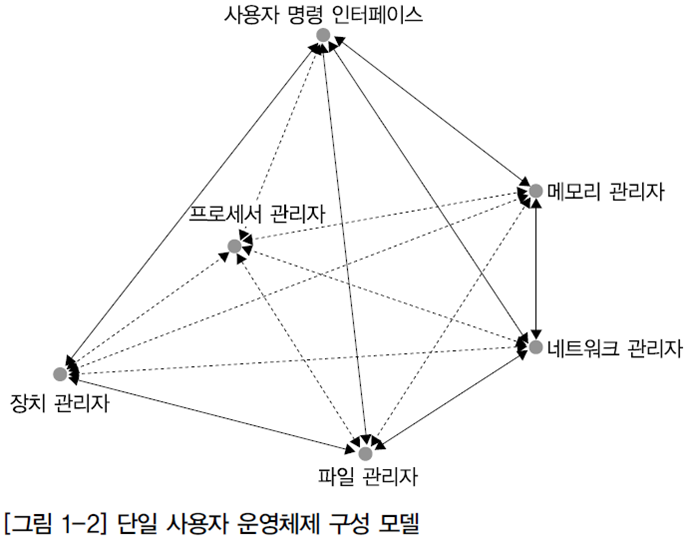 사용자 명령 인터페이스
메모리 관리자
프로세서 관리자
네트워크 관리자
장치 관리자
파일 관리자
[그림 1-2] 단일 사용자 운영체제 구성 모델